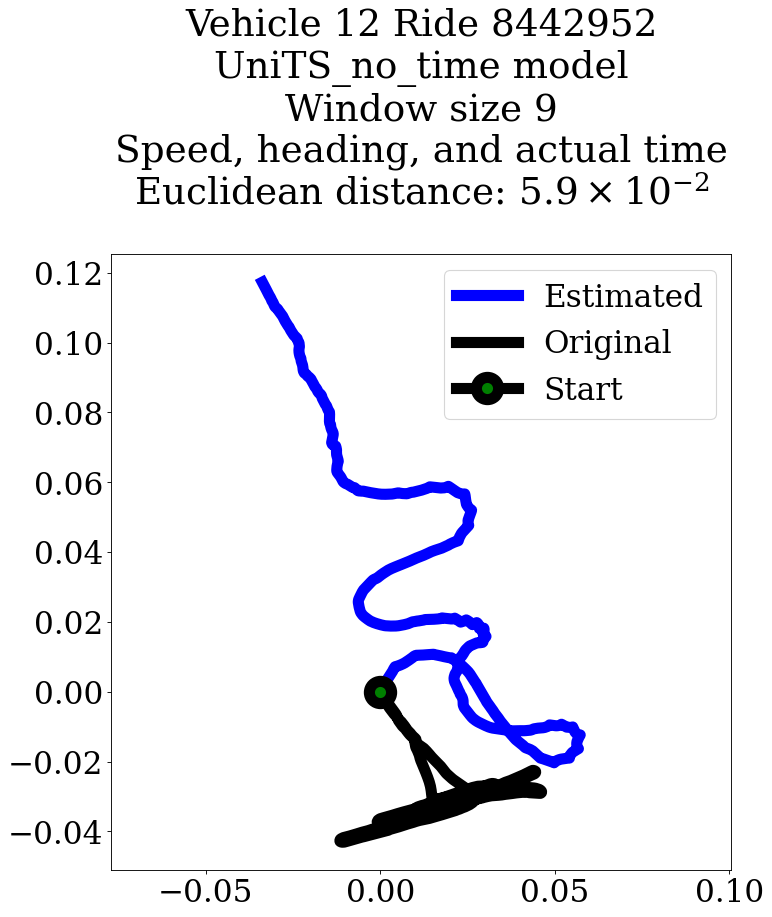 Vehicle 12 Ride 8442952
UniTS_no_time model
Window size 9
Speed, heading, and actual time
Euclidean distance: 5.9 × 10⁻²
0.12
0.10
0.08
0.06
0.04
0.02
0.00
−0.02
−0.04
Estimated
Original
Start
−0.05
0.00
0.05
0.10